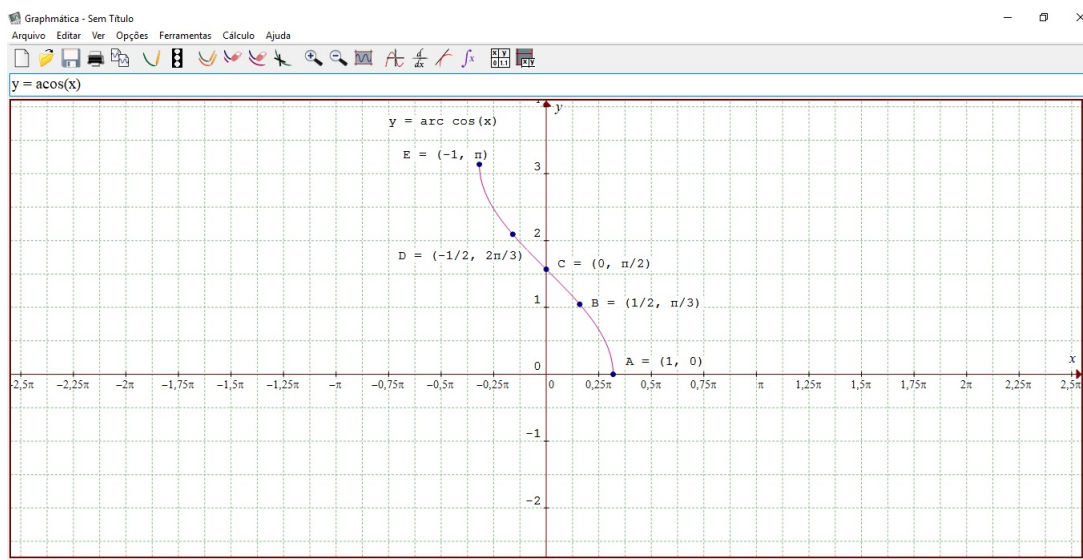 Graphmática - Sem Título
Arquivo Editar Ver Opções Ferramentas Cálculo Ajuda
y = acos(x)
y
y = arc cos(x)
E = (-1, π)
3
2
D = (-1/2, 2π/3)
C = (0, π/2)
1
B = (1/2, π/3)
A = (1, 0)
0
x
-2,5π -2,25π -2π -1,75π -1,5π -1,25π -π -0,75π -0,5π -0,25π 0 0,25π 0,5π 0,75π π 1,25π 1,5π 1,75π 2π 2,25π 2,5π
-1
-2